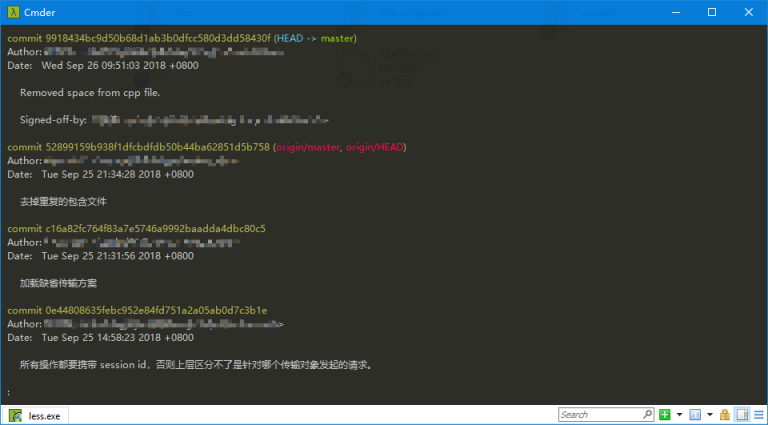 Cmder
commit 9918434bc9d50b68d1ab3b0dfcc580d3dd58430f (HEAD -> master)
Author:
Date:   Wed Sep 26 09:51:03 2018 +0800
Removed space from cpp file.
Signed-off-by:
commit 52899159b938f1dfcbdfdb50b44ba62851d5b758 (origin/master, origin/HEAD)
Author:
Date:   Tue Sep 25 21:34:28 2018 +0800
去掉重复的包含文件
commit c16a82fc764f83a7e5746a9992baadda4dbc80c5
Author:
Date:   Tue Sep 25 21:31:56 2018 +0800
加载缺省传输方案
commit 0e44808635febc952e84fd751a2a05ab0d7c3b1e
Author:
Date:   Tue Sep 25 14:58:23 2018 +0800
所有操作都要携带 session id，否则上层区分不了是针对哪个传输对象发起的请求。
:
less.exe
Search